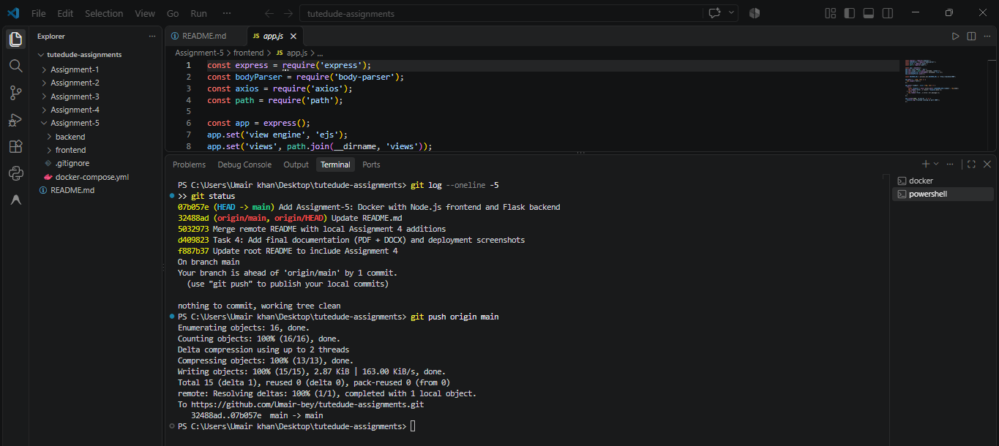 File Edit Selection View Go Run ··· tutedude-assignments
Explorer ···
tutedude-assignments
Assignment-1
Assignment-2
Assignment-3
Assignment-4
Assignment-5
backend
frontend
.gitignore
docker-compose.yml
README.md
README.md JS app.js
Assignment-5 > frontend > JS app.js > ...
1 const express = require('express');
2 const bodyParser = require('body-parser');
3 const axios = require('axios');
4 const path = require('path');
5
6 const app = express();
7 app.set('view engine', 'ejs');
8 app.set('views', path.join(__dirname, 'views'));
Problems Debug Console Output Terminal Ports
PS C:\Users\Umair khan\Desktop\tutedude-assignments> git log --oneline -5
>> git status
07b057e (HEAD -> main) Add Assignment-5: Docker with Node.js frontend and Flask backend
32488ad (origin/main, origin/HEAD) Update README.md
5032973 Merge remote README with local Assignment 4 additions
d409823 Task 4: Add final documentation (PDF + DOCX) and deployment screenshots
f887b37 Update root README to include Assignment 4
On branch main
Your branch is ahead of 'origin/main' by 1 commit.
(use "git push" to publish your local commits)
nothing to commit, working tree clean
PS C:\Users\Umair khan\Desktop\tutedude-assignments> git push origin main
Enumerating objects: 16, done.
Counting objects: 100% (16/16), done.
Delta compression using up to 2 threads
Compressing objects: 100% (13/13), done.
Writing objects: 100% (15/15), 2.87 KiB | 163.00 KiB/s, done.
Total 15 (delta 1), reused 0 (delta 0), pack-reused 0 (from 0)
remote: Resolving deltas: 100% (1/1), completed with 1 local object.
To https://github.com/Umair-bey/tutedude-assignments.git
32488ad..07b057e main -> main
PS C:\Users\Umair khan\Desktop\tutedude-assignments>
docker
powershell